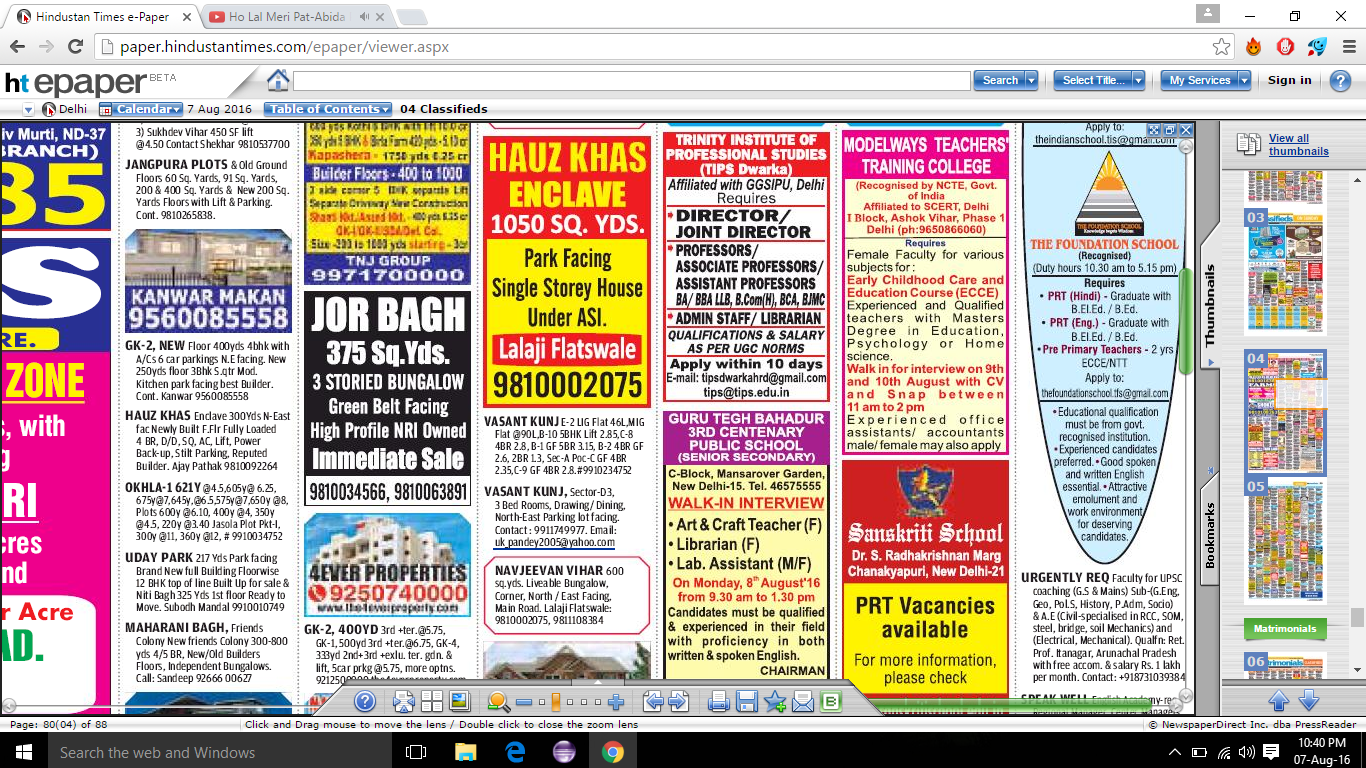 Hindustan Times e-Paper
Ho Lal Meri Pat-Abida
paper.hindustantimes.com/epaper/viewer.aspx
ht epaper BETA
Search
Select Title...
My Services
Sign in
Delhi
Calendar
7 Aug 2016
Table of Contents
04 Classifieds
iv Murti, ND-37
BRANCH)
85
S
RE.
ZONE
, with
g
RI
cres
nd
r Acre
AD.
3) Sukhdev Vihar 450 SF lift
@4.50 Contact Shekhar 9810537700
JANGPURA PLOTS & Old Ground
Floors 60 Sq. Yards, 91 Sq. Yards,
200 & 400 Sq. Yards & New 200 Sq.
Yards Floors with Lift & Parking.
Cont. 9810265838.
KANWAR MAKAN
9560085558
GK-2, NEW Floor 400yds 4bhk with
A/Cs 6 car parkings N.E facing. New
250yds floor 3Bhk S.qtr Mod.
Kitchen park facing best Builder.
Cont. Kanwar 9560085558
HAUZ KHAS Enclave 300Yds N-East
fac Newly Built F.Flr Fully Loaded
4 BR, D/D, SQ, AC, Lift, Power
Back-up, Stilt Parking, Reputed
Builder. Ajay Pathak 9810092264
OKHLA-1 621Y @4.5,605y@ 6.25,
675y@7,645y,@6.5,575y@7,650y @8,
Plots 600y @6.10, 400y @4, 350y
@4.5, 220y @3.40 Jasola Plot Pkt-I,
300y @11, 360y @12, # 9910034752
UDAY PARK 217 Yds Park facing
Brand New full Building Floorwise
12 BHK top of line Built Up for sale &
Niti Bagh 325 Yds 1st floor Ready to
Move. Subodh Mandal 9910010749
MAHARANI BAGH, Friends
Colony New friends Colony 300-800
yds 4/5 BR, New/Old Builders
Floors, Independent Bungalows.
Call: Sandeep 92666 00627
Kapashera - 1750 yds 6.25 cr
Builder Floors - 400 to 1000
3 side corner 5 BHK separate Lift
Separate Driveway New Construction
Size -200 to 1000 yds starting - 3cr
TNJ GROUP
9971700000
JOR BAGH
375 Sq.Yds.
3 STORIED BUNGALOW
Green Belt Facing
High Profile NRI Owned
Immediate Sale
9810034566, 9810063891
4EVER PROPERTIES
9250740000
www.the4everproperty.com
GK-2, 400YD 3rd +ter.@5.75,
GK-1, 500yd 3rd +ter.@6.75, GK-4,
333yd 2nd+3rd +exlu. ter. gdn. &
lift, 5car prkg @5.75, more optns.
HAUZ KHAS
ENCLAVE
1050 SQ. YDS.
Park Facing
Single Storey House
Under ASI.
Lalaji Flatswale
9810002075
VASANT KUNJ E-2 UG Flat 46L,MIG
Flat @90L,B-10 5BHK Lift 2.85,C-8
4BR 2.8, B-1 GF 5BR 3.15, B-2 4BR GF
2.6, 2BR 1.3, Sec-A Poc-C GF 4BR
2.35,C-9 GF 4BR 2.8.#9910234752
VASANT KUNJ, Sector-D3,
3 Bed Rooms, Drawing/ Dining,
North-East Parking lot facing.
Contact : 9911749977. Email:
uk_pandey2005@yahoo.com
NAVJEEVAN VIHAR 600
sq.yds. Liveable Bungalow,
Corner, North / East Facing,
Main Road. Lalaji Flatswale:
9810002075, 9811108384
TRINITY INSTITUTE OF
PROFESSIONAL STUDIES
(TIPS Dwarka)
Affiliated with GGSIPU, Delhi
Requires
* DIRECTOR/
JOINT DIRECTOR
* PROFESSORS/
ASSOCIATE PROFESSORS/
ASSISTANT PROFESSORS
BA/ BBA LLB, B.Com(H), BCA, BJMC
* ADMIN STAFF/ LIBRARIAN
QUALIFICATIONS & SALARY
AS PER UGC NORMS
Apply within 10 days
E-mail: tipsdwarkahrd@gmail.com
tips@tips.edu.in
GURU TEGH BAHADUR
3RD CENTENARY
PUBLIC SCHOOL
(SENIOR SECONDARY)
C-Block, Mansarover Garden,
New Delhi-15. Tel. 46575555
WALK-IN INTERVIEW
• Art & Craft Teacher (F)
• Librarian (F)
• Lab. Assistant (M/F)
On Monday, 8th August'16
from 9.30 am to 1.30 pm
Candidates must be qualified
& experienced in their field
with proficiency in both
written & spoken English.
CHAIRMAN
MODELWAYS TEACHERS'
TRAINING COLLEGE
(Recognised by NCTE, Govt.
of India
Affiliated to SCERT, Delhi
I Block, Ashok Vihar, Phase 1
Delhi (ph:9650866060)
Requires
Female Faculty for various
subjects for :
Early Childhood Care and
Education Course (ECCE)
Experienced and Qualified
teachers with Masters
Degree in Education,
Psychology or Home
science.
Walk in for interview on 9th
and 10th August with CV
and Snap between
11 am to 2 pm
Experienced office
assistants/ accountants
male/ female may also apply
Sanskriti School
Dr. S. Radhakrishnan Marg
Chanakyapuri, New Delhi-21
PRT Vacancies
available
For more information,
please check
Apply to:
theindianschool.tis@gmail.com
THE FOUNDATION SCHOOL
Knowledge begets Wisdom
THE FOUNDATION SCHOOL
(Recognised)
(Duty hours 10.30 am to 5.15 pm)
Requires
• PRT (Hindi) - Graduate with
B.El.Ed. / B.Ed.
• PRT (Eng.) - Graduate with
B.El.Ed. / B.Ed.
• Pre Primary Teachers - 2 yrs
ECCE/NTT
Apply to:
thefoundationschool.tfs@gmail.com
• Educational qualification
must be from govt.
recognised institution.
• Experienced candidates
preferred. • Good spoken
and written English
essential. • Attractive
emolument and
work environment
for deserving
candidates.
URGENTLY REQ Faculty for UPSC
coaching (G.S & Mains) Sub-(G.Eng,
Geo, Pol.S, History, P.Adm, Socio)
& A.E (Civil-specialised in RCC, SOM,
steel, bridge, soil Mechanics) and
(Electrical, Mechanical). Qualfn: Ret.
Prof. Itanagar, Arunachal Pradesh
with free accom. & salary Rs. 1 lakh
per month. Contact: +918731039384
SPEAK WELL English Academy-re
Thumbnails
Bookmarks
View all
thumbnails
03
04
05
Matrimonials
06
Page: 80(04) of 88
Click and Drag mouse to move the lens / Double click to close the zoom lens
© NewspaperDirect Inc. dba PressReader
Search the web and Windows
10:40 PM
07-Aug-16